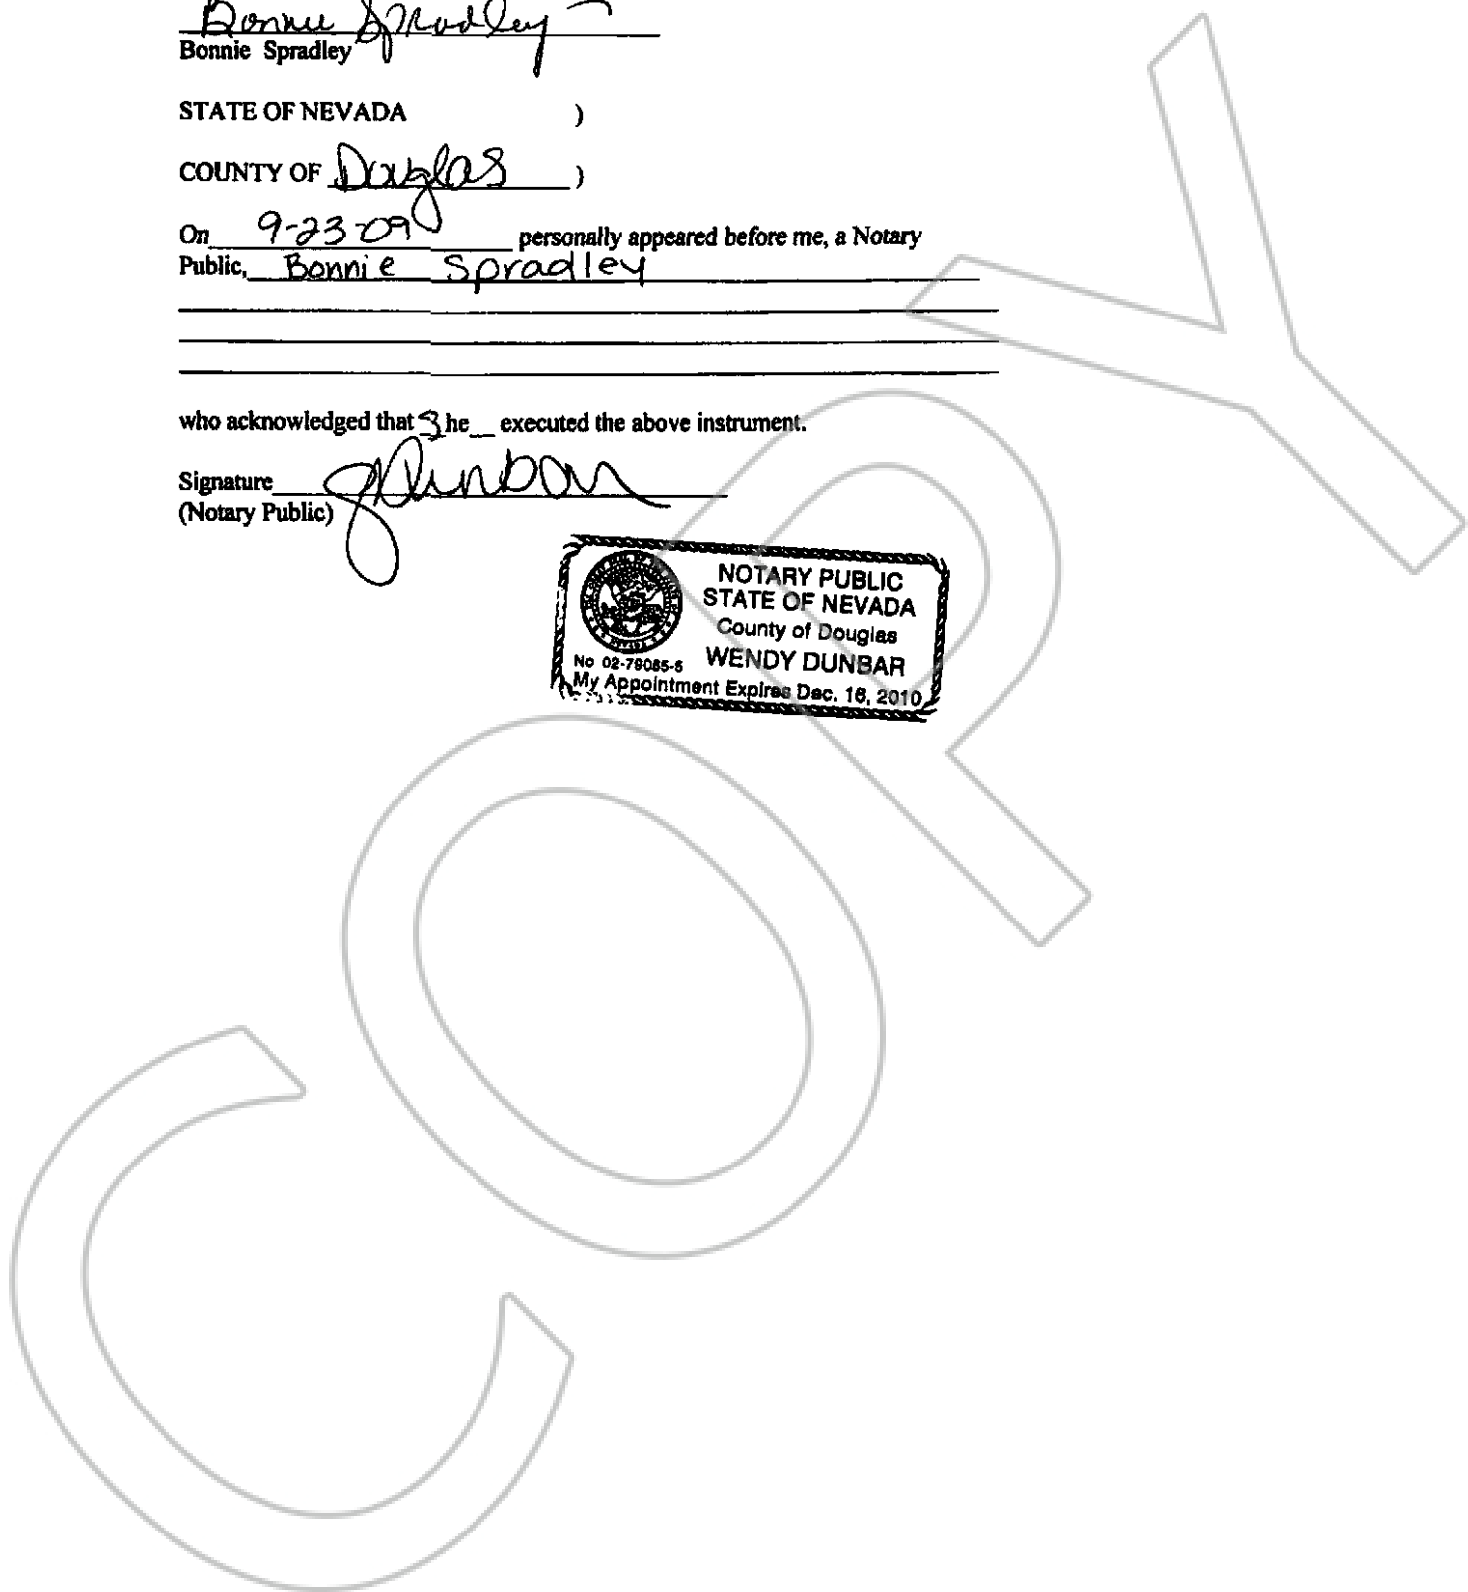 Bonnie Spradley
Bonnie Spradley
STATE OF NEVADA )
COUNTY OF Douglas )
On 9-23-09 personally appeared before me, a Notary
Public, Bonnie Spradley
who acknowledged that She executed the above instrument.
Signature
(Notary Public)
NOTARY PUBLIC
STATE OF NEVADA
County of Douglas
No 02-79065-5 WENDY DUNBAR
My Appointment Expires Dec. 16, 2010
COPY